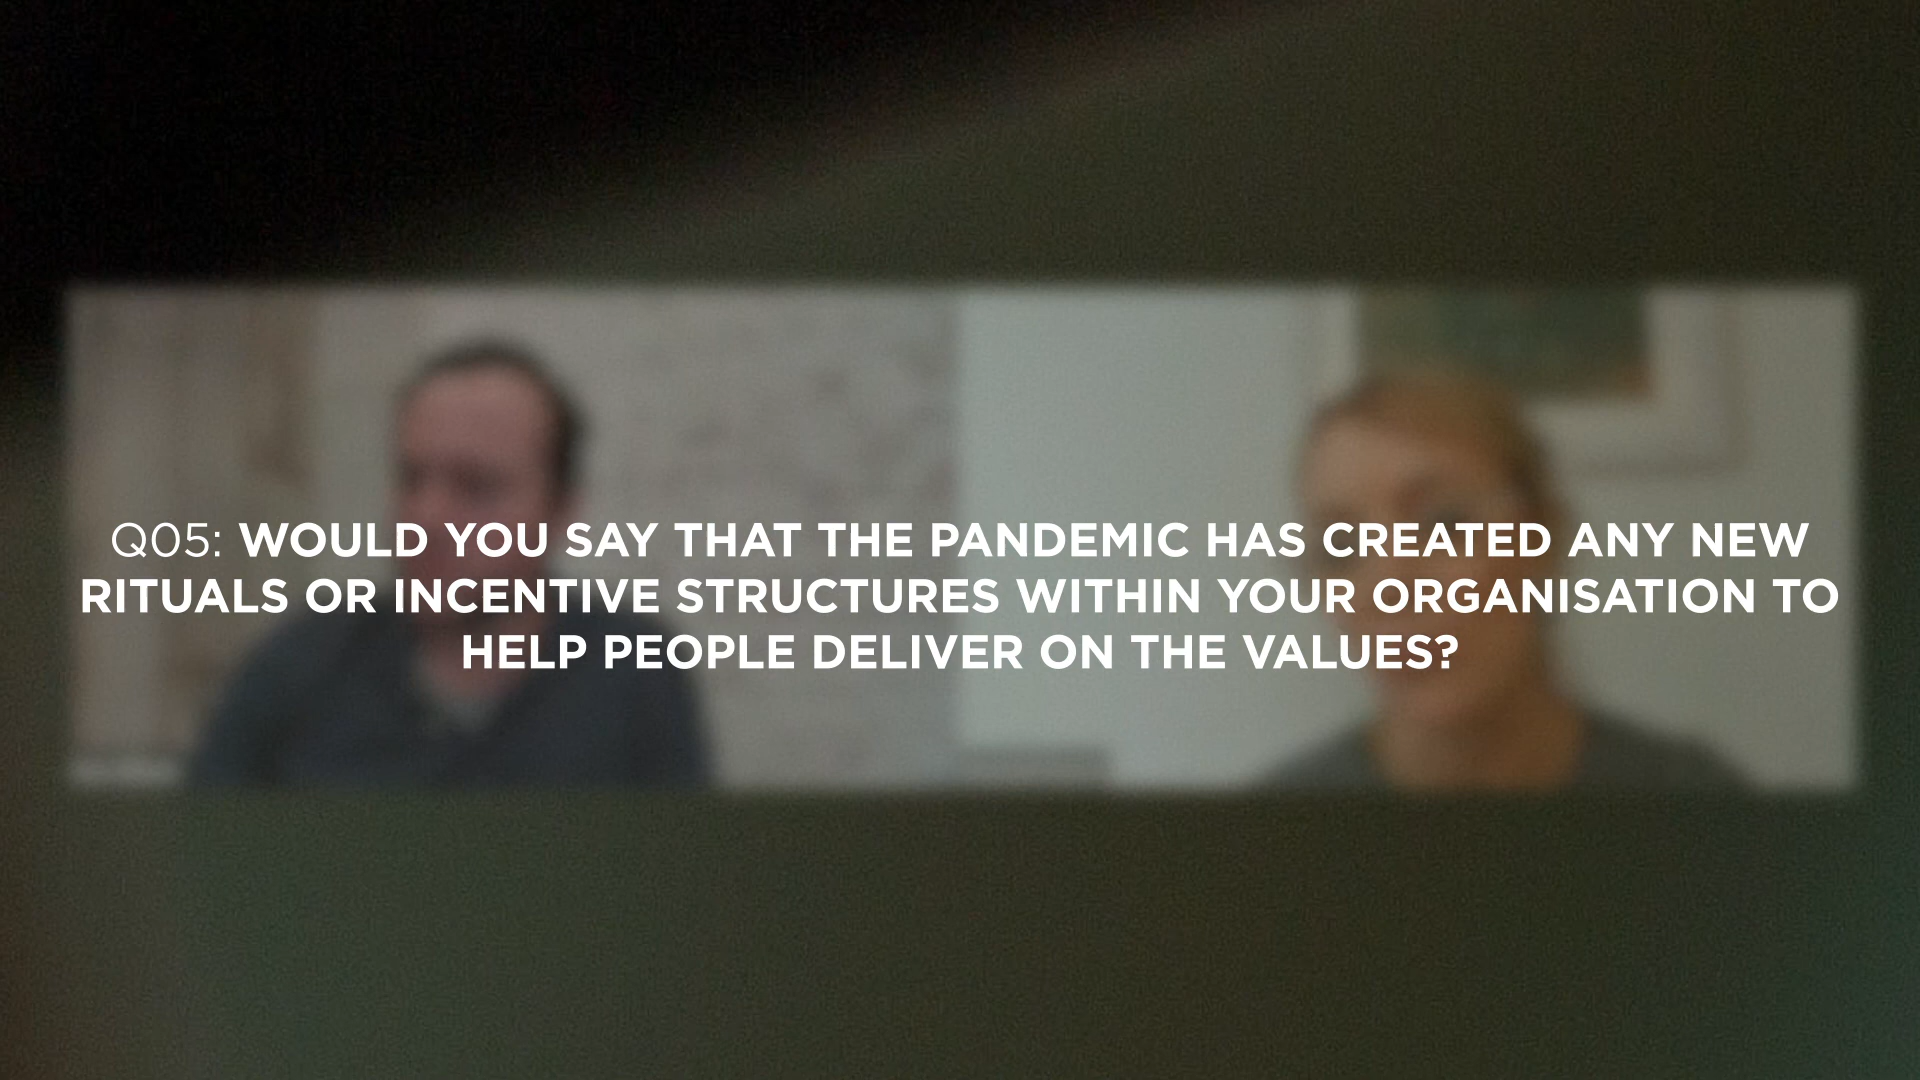 Q05: WOULD YOU SAY THAT THE PANDEMIC HAS CREATED ANY NEW
RITUALS OR INCENTIVE STRUCTURES WITHIN YOUR ORGANISATION TO
HELP PEOPLE DELIVER ON THE VALUES?